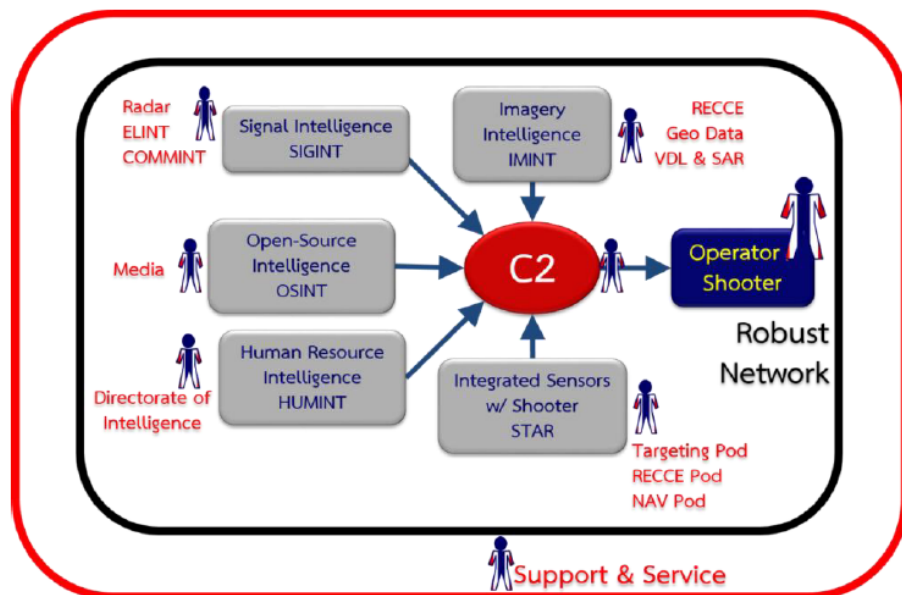 Radar
ELINT
COMMINT
Signal Intelligence
SIGINT
Imagery
Intelligence
IMINT
RECCE
Geo Data
VDL & SAR
Media
Open-Source
Intelligence
OSINT
C2
Operator
Shooter
Robust
Network
Directorate of
Intelligence
Human Resource
Intelligence
HUMINT
Integrated Sensors
w/ Shooter
STAR
Targeting Pod
RECCE Pod
NAV Pod
Support & Service